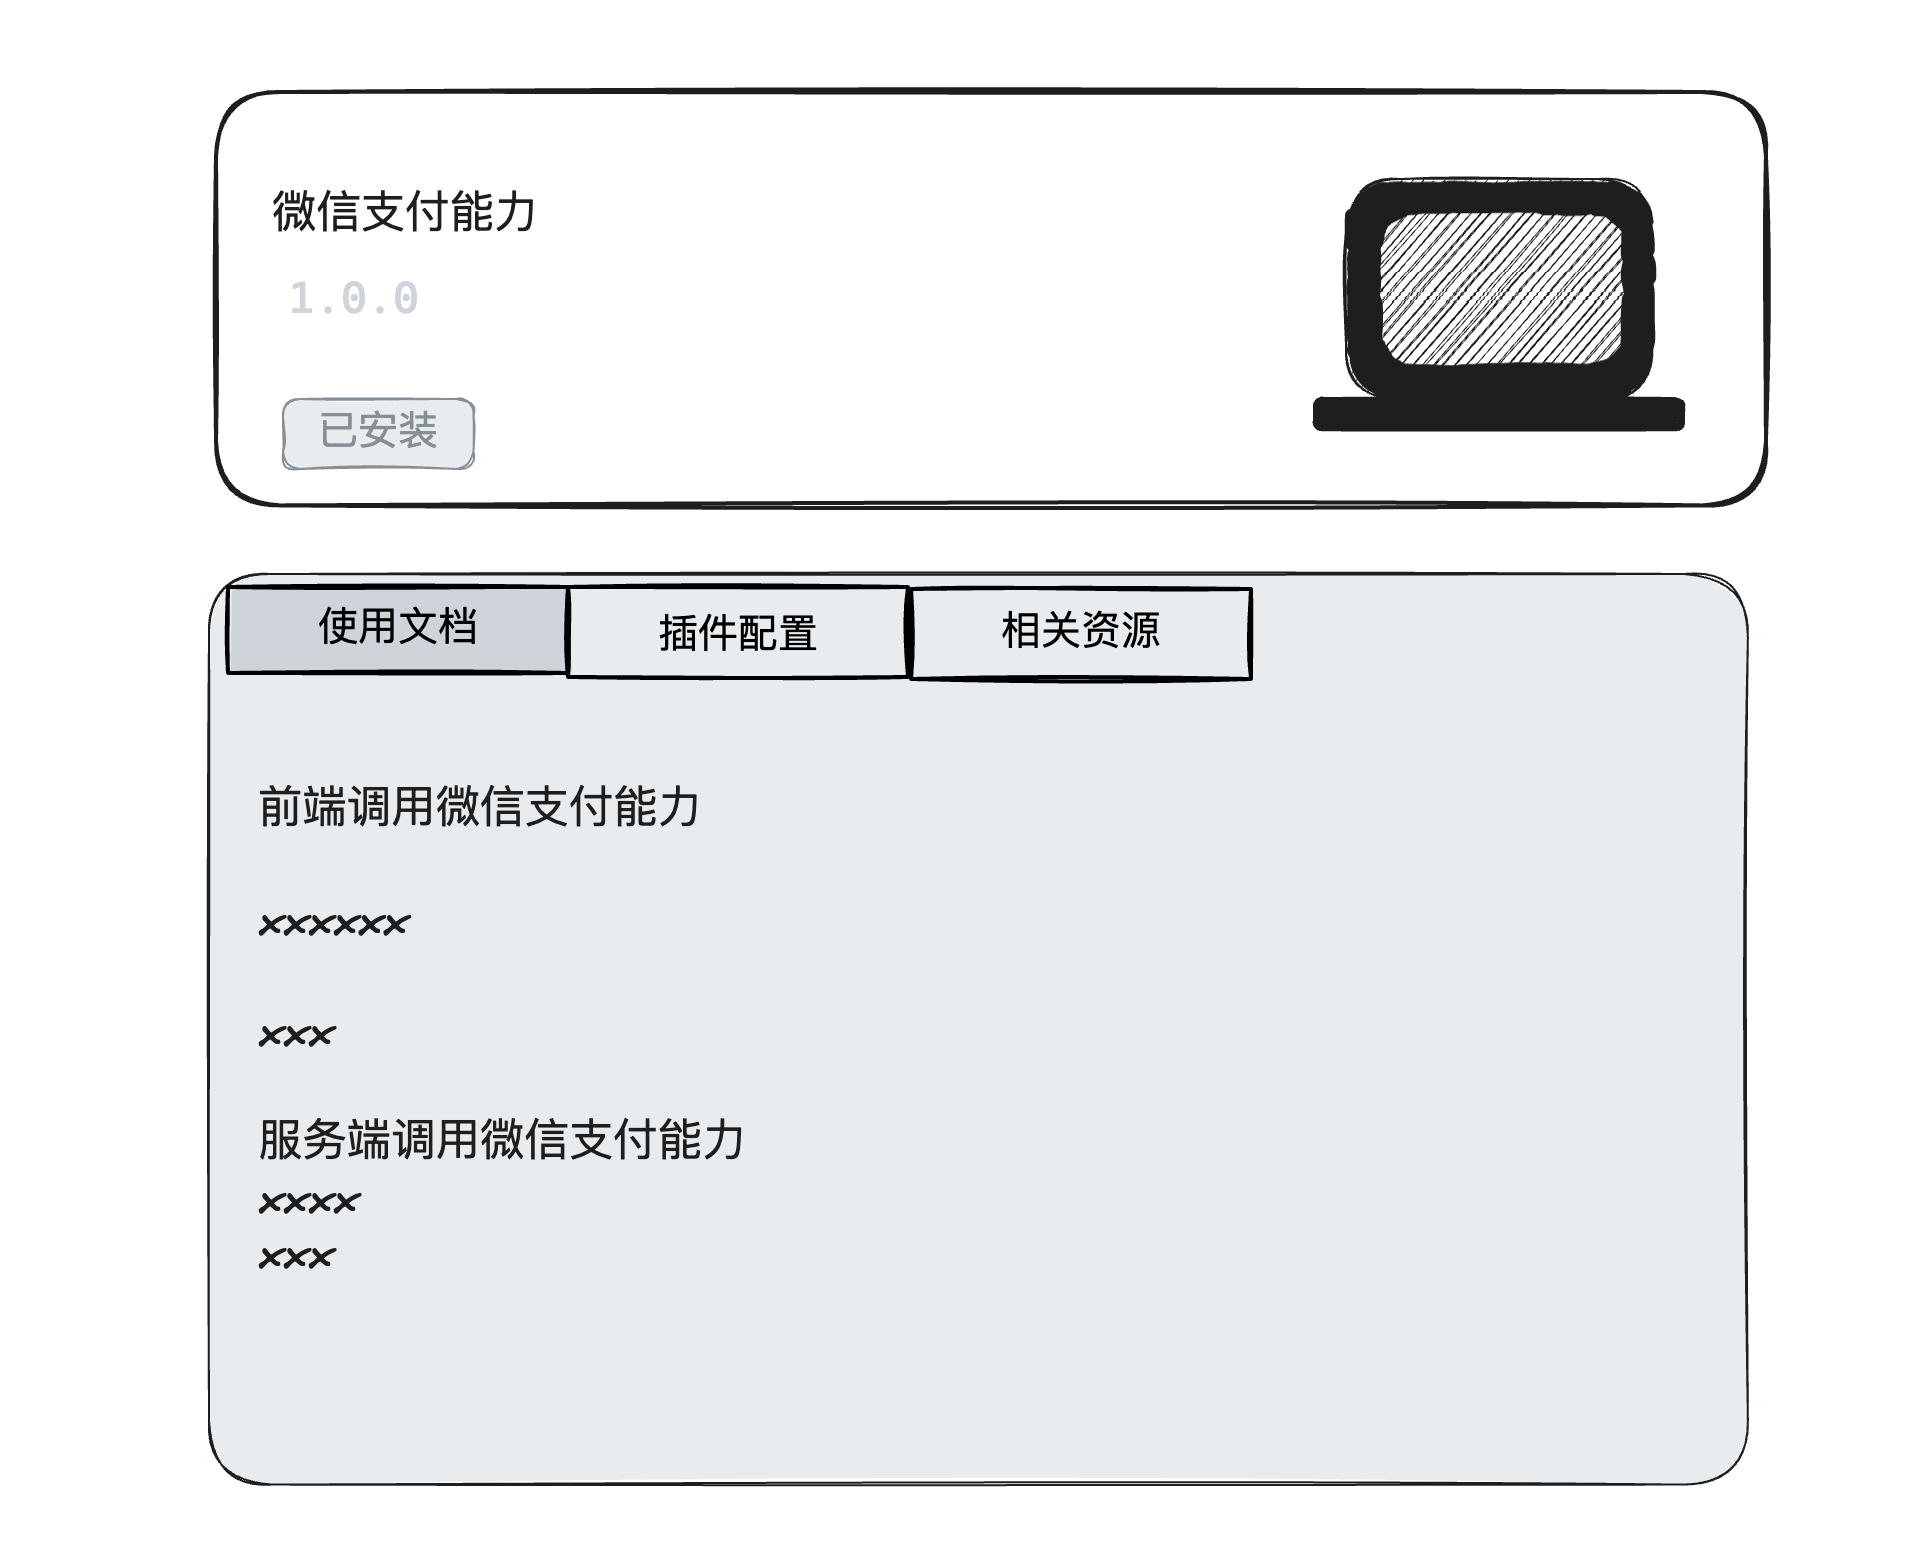 微信支付能力
1.0.0
已安装
使用文档
插件配置
相关资源
前端调用微信支付能力
xxxxxx
xxx
服务端调用微信支付能力
xxxx
xxx